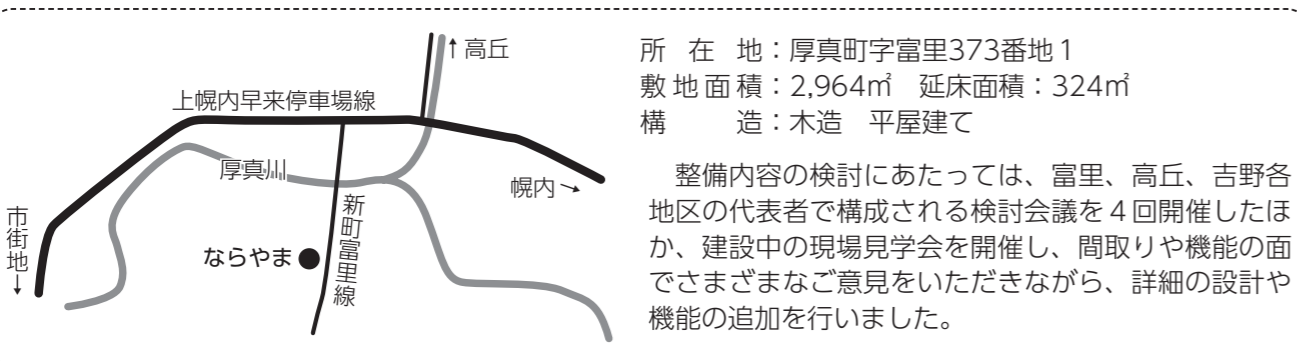 ↑高丘
上幌内早来停車場線
厚真川
幌内→
新町富里線
市街地↓
ならやま
所在地：厚真町字富里373番地１
敷地面積：2,964㎡　延床面積：324㎡
構造：木造　平屋建て
整備内容の検討にあたっては、富里、高丘、吉野各
地区の代表者で構成される検討会議を４回開催したほ
か、建設中の現場見学会を開催し、間取りや機能の面
でさまざまなご意見をいただきながら、詳細の設計や
機能の追加を行いました。